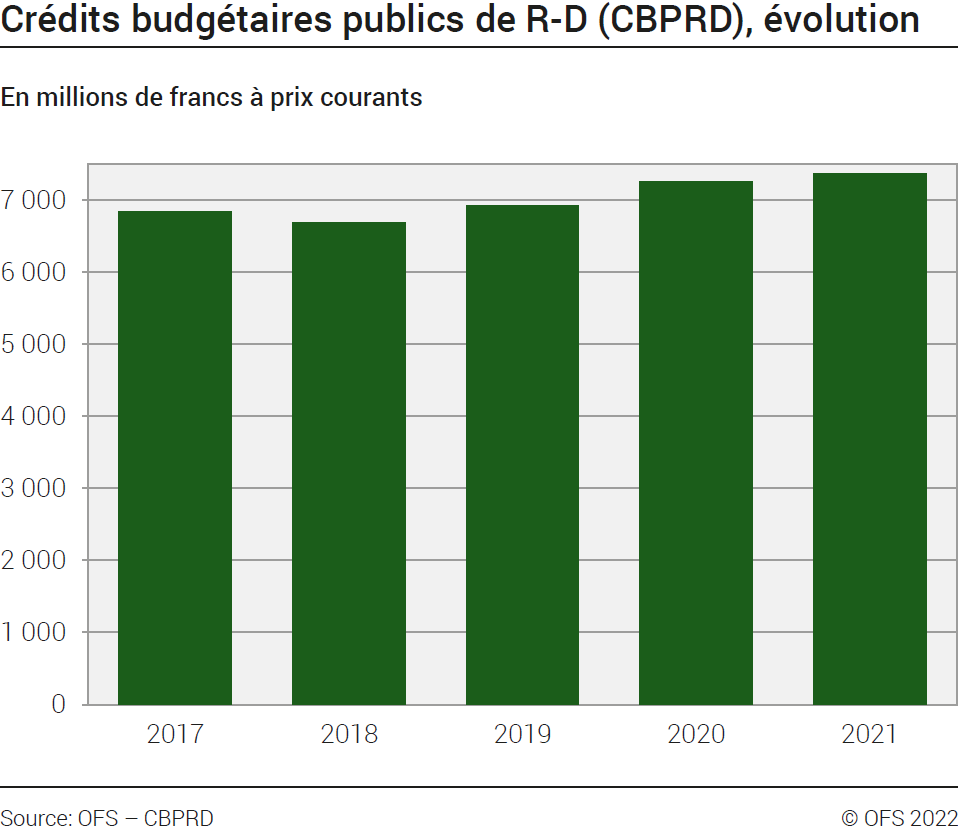 Crédits budgétaires publics de R-D (CBPRD), évolution
En millions de francs à prix courants
7 000
6 000
5 000
4 000
3 000
2 000
1 000
0
2017 2018 2019 2020 2021
Source: OFS – CBPRD © OFS 2022